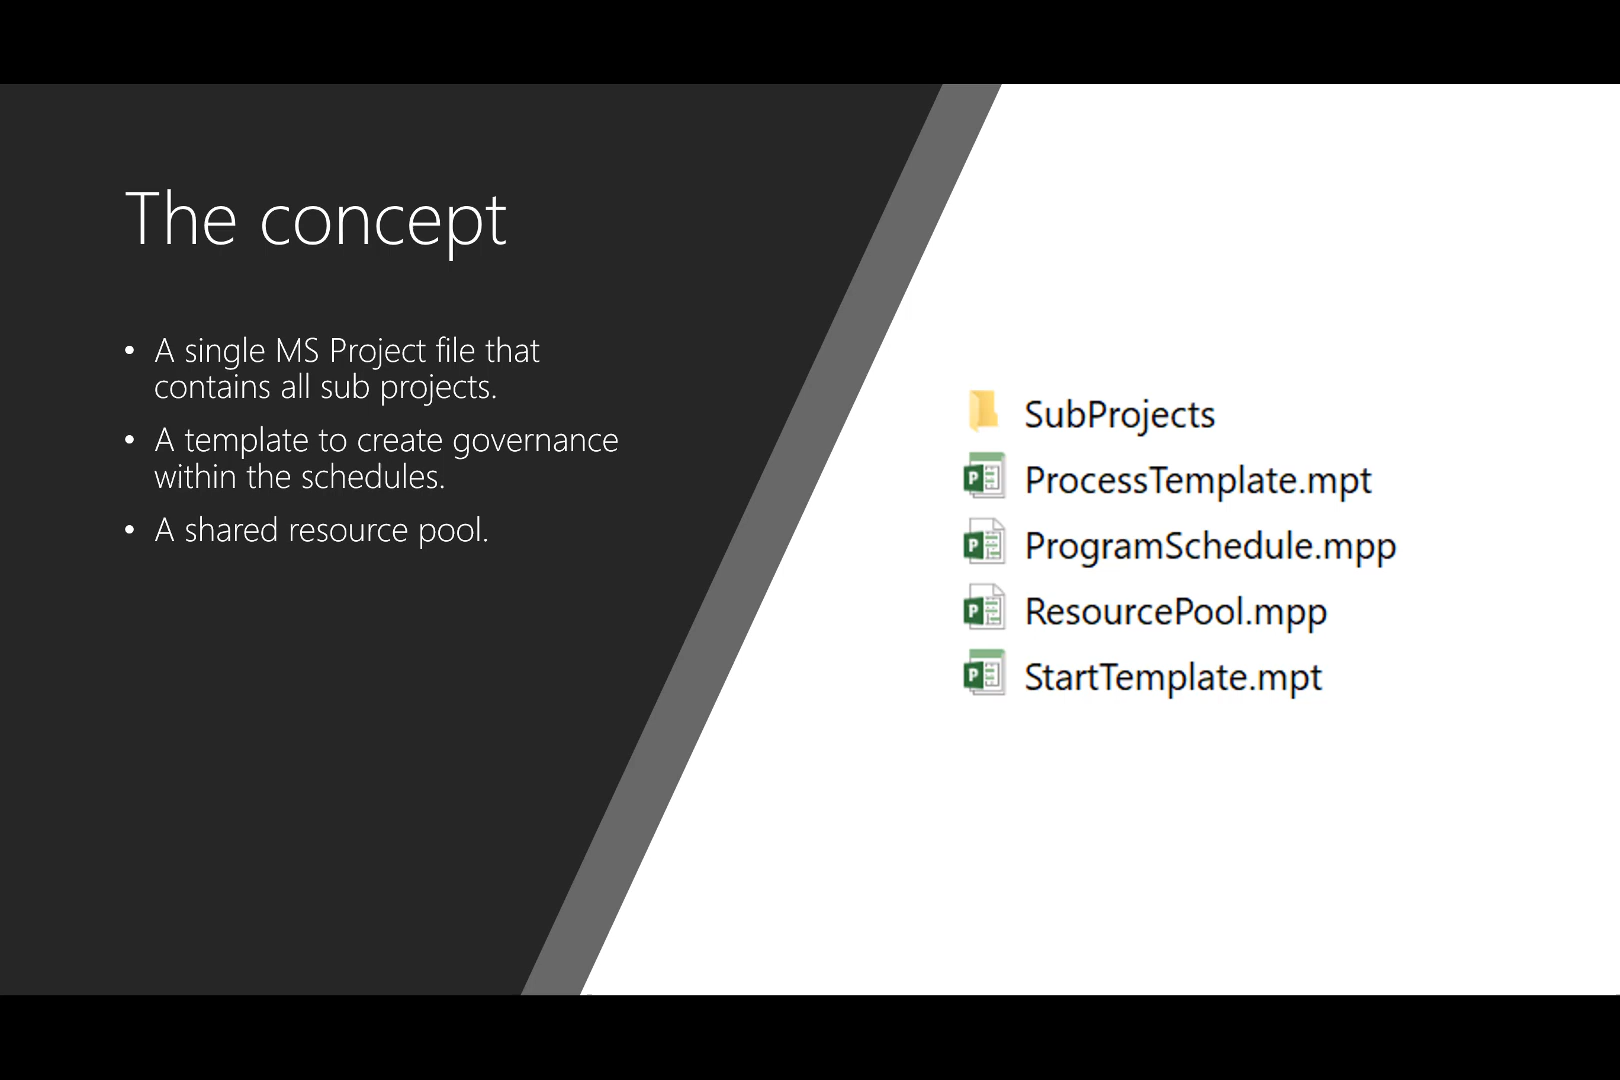 The concept
• A single MS Project file that
contains all sub projects.
• A template to create governance
within the schedules.
• A shared resource pool.
SubProjects
ProcessTemplate.mpt
ProgramSchedule.mpp
ResourcePool.mpp
StartTemplate.mpt